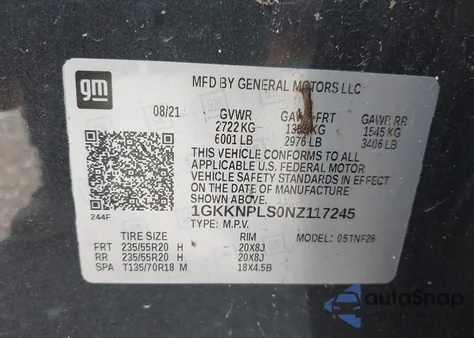 gm
MFD BY GENERAL MOTORS LLC
08/21 GVWR GAWR FRT GAWR RR
2722 KG KG 1545 KG
6001 LB 2976 LB 3406 LB
THIS VEHICLE CONFORMS TO ALL
APPLICABLE U.S. FEDERAL MOTOR
VEHICLE SAFETY STANDARDS IN
EFFECT ON THE DATE OF MANUFACTURE
SHOWN ABOVE.
1GKKNPLS0NZ117245
TYPE: M.P.V. MODEL: 05TNF26
244F
TIRE SIZE RIM
FRT 235/55R20 H 20X8J
RR 235/55R20 H 20X8J
SPA T135/70R18 M 18X4.5B
AutoSnap